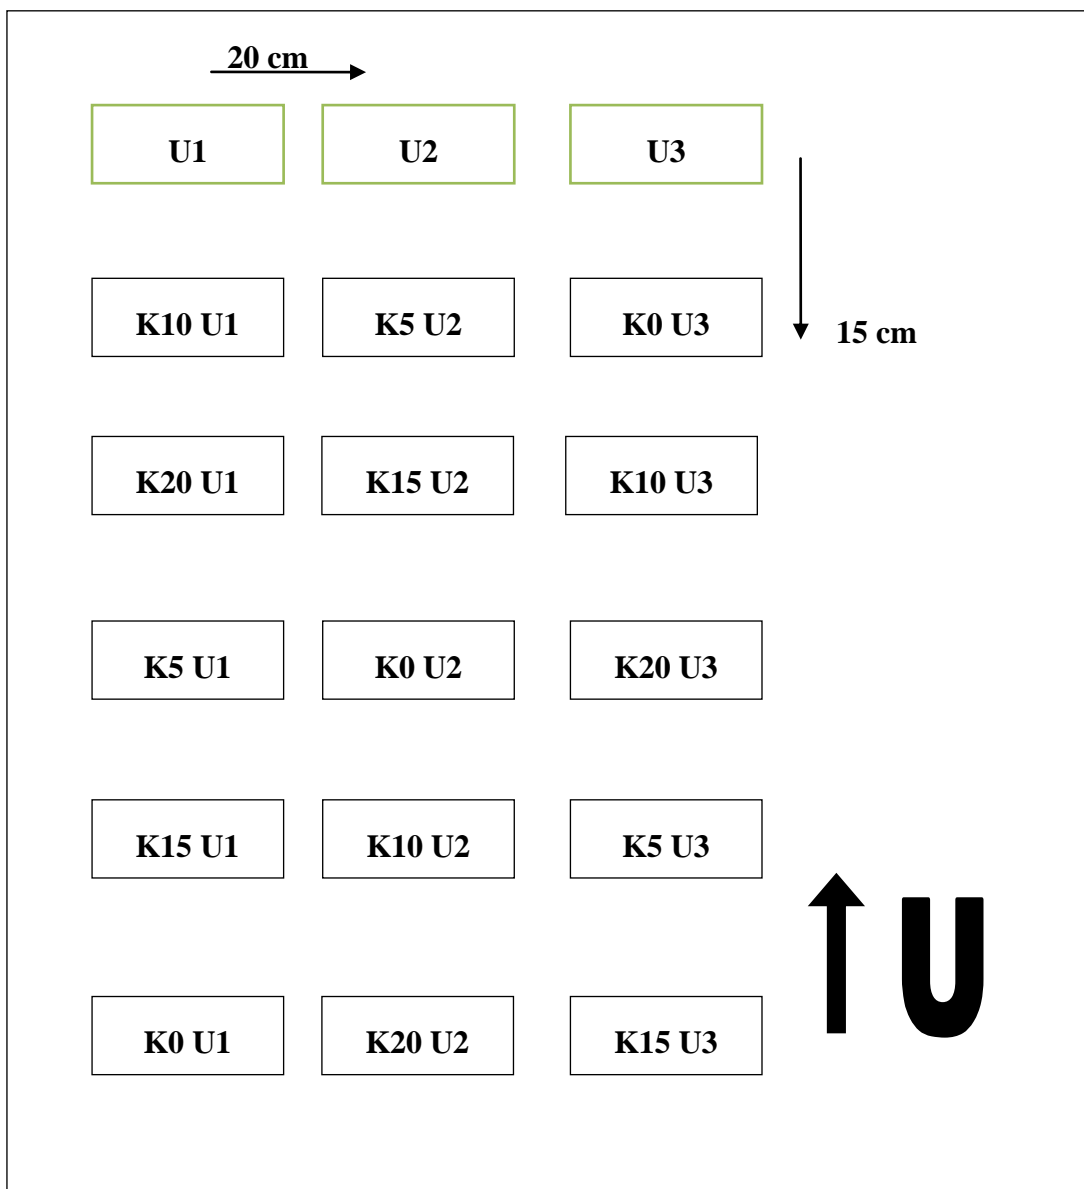 20 cm
U1 U2 U3
K10 U1 K5 U2 K0 U3
15 cm
K20 U1 K15 U2 K10 U3
K5 U1 K0 U2 K20 U3
K15 U1 K10 U2 K5 U3
U
K0 U1 K20 U2 K15 U3